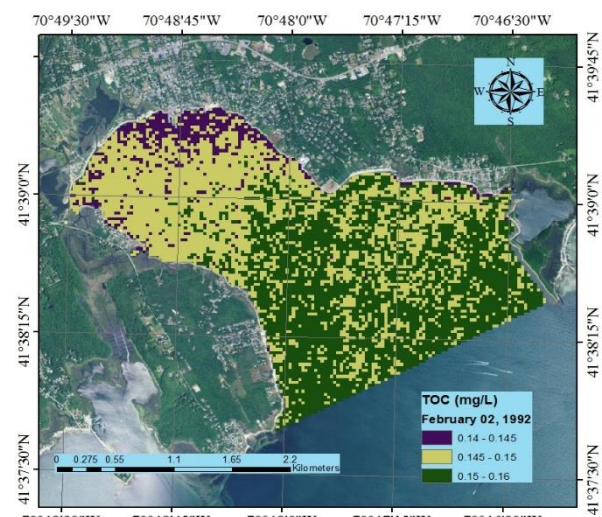 70°49'30"W 70°48'45"W 70°48'0"W 70°47'15"W 70°46'30"W
41°39'45"N
N
W E
S
41°39'0"N 41°39'0"N
41°38'15"N 41°38'15"N
TOC (mg/L)
February 02, 1992
0.14 - 0.145
0.145 - 0.15
0.15 - 0.16
0 0.275 0.55 1.1 1.65 2.2
Kilometers
41°37'30"N 41°37'30"N